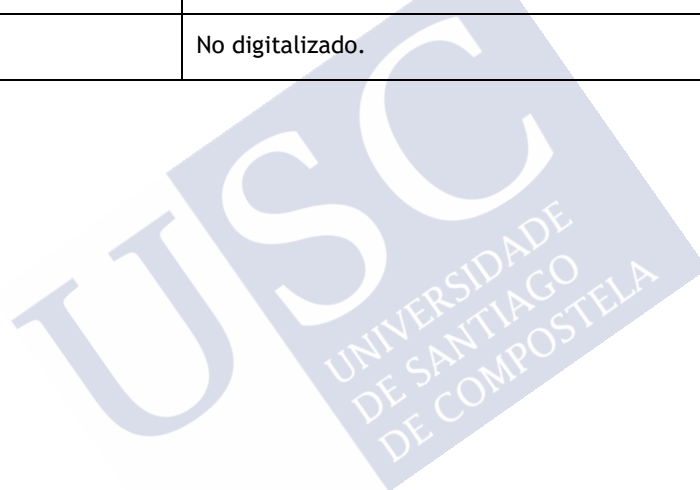 No digitalizado.
USC
UNIVERSIDADE
DE SANTIAGO
DE COMPOSTELA